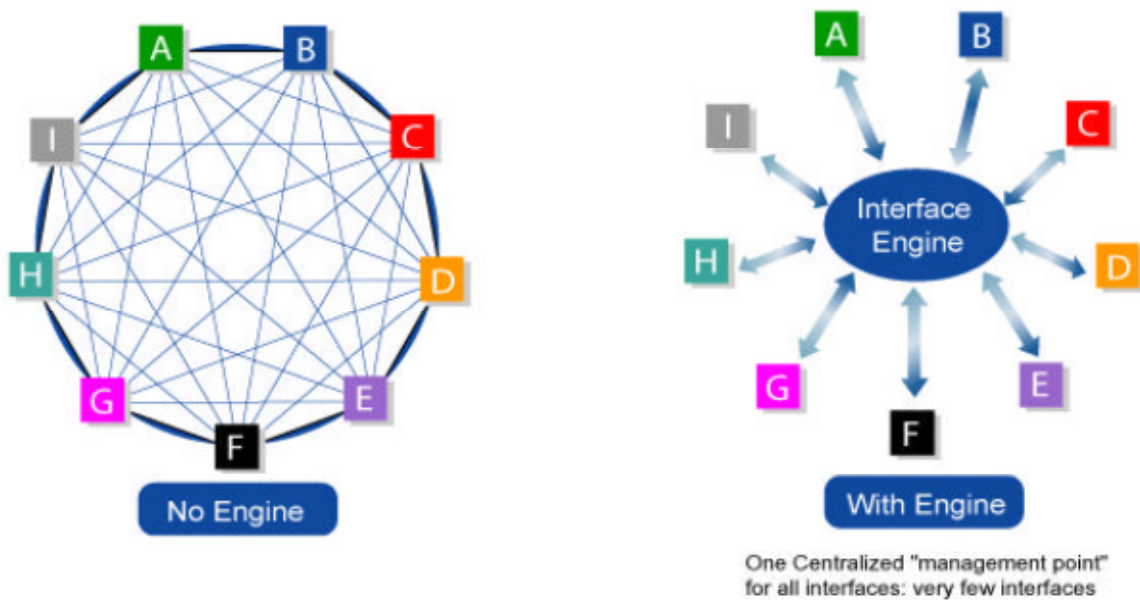 A
B
C
D
E
F
G
H
I
No Engine
A
B
C
D
E
F
G
H
I
Interface
Engine
With Engine
One Centralized "management point"
for all interfaces: very few interfaces